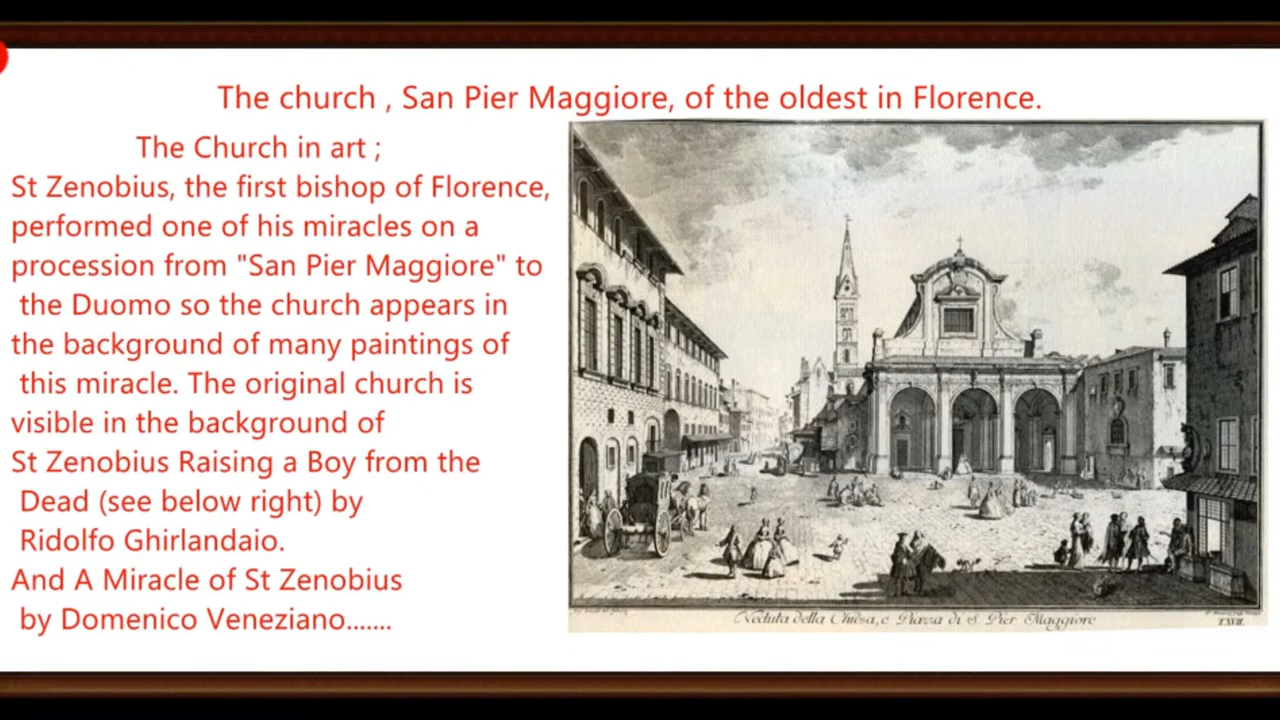 The church , San Pier Maggiore, of the oldest in Florence.
The Church in art ;
St Zenobius, the first bishop of Florence,
performed one of his miracles on a
procession from "San Pier Maggiore" to
the Duomo so the church appears in
the background of many paintings of
this miracle. The original church is
visible in the background of
St Zenobius Raising a Boy from the
Dead (see below right) by
Ridolfo Ghirlandaio.
And A Miracle of St Zenobius
by Domenico Veneziano.......
Veduta della Chiesa, e Piazza di S. Pier Maggiore